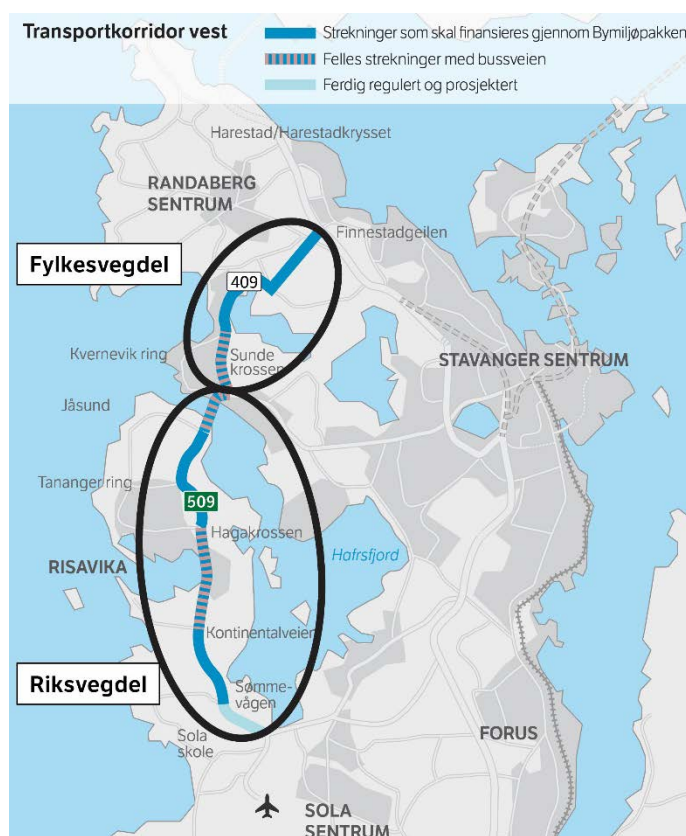 Transportkorridor vest
Strekninger som skal finansieres gjennom Bymiljøpakken
Felles strekninger med bussveien
Ferdig regulert og prosjektert
Harestad/Harestadkrysset
RANDABERG
SENTRUM
Finnestadgeilen
Fylkesvegdel
409
Kvernevik ring
Sunde
krossen
STAVANGER SENTRUM
Jåsund
Tanangerring
509
Hagakrossen
Hafrsfjord
RISAVIKA
Kontinentalveien
Riksvegdel
Sømme-
vågen
Sola
skole
FORUS
SOLA
SENTRUM